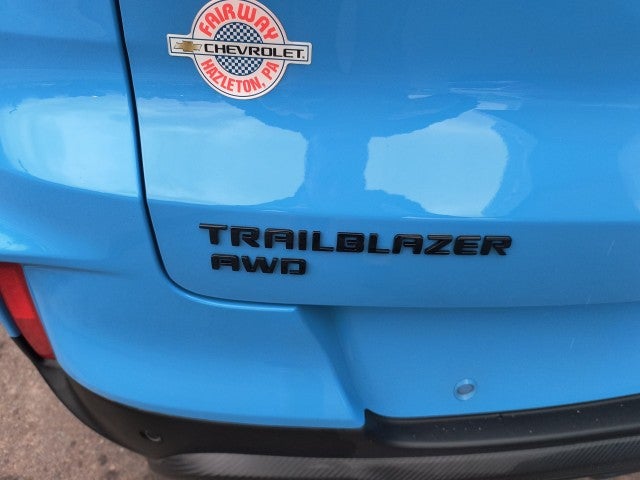 FAIRWAY
CHEVROLET
HAZLETON, PA
TRAILBLAZER
AWD